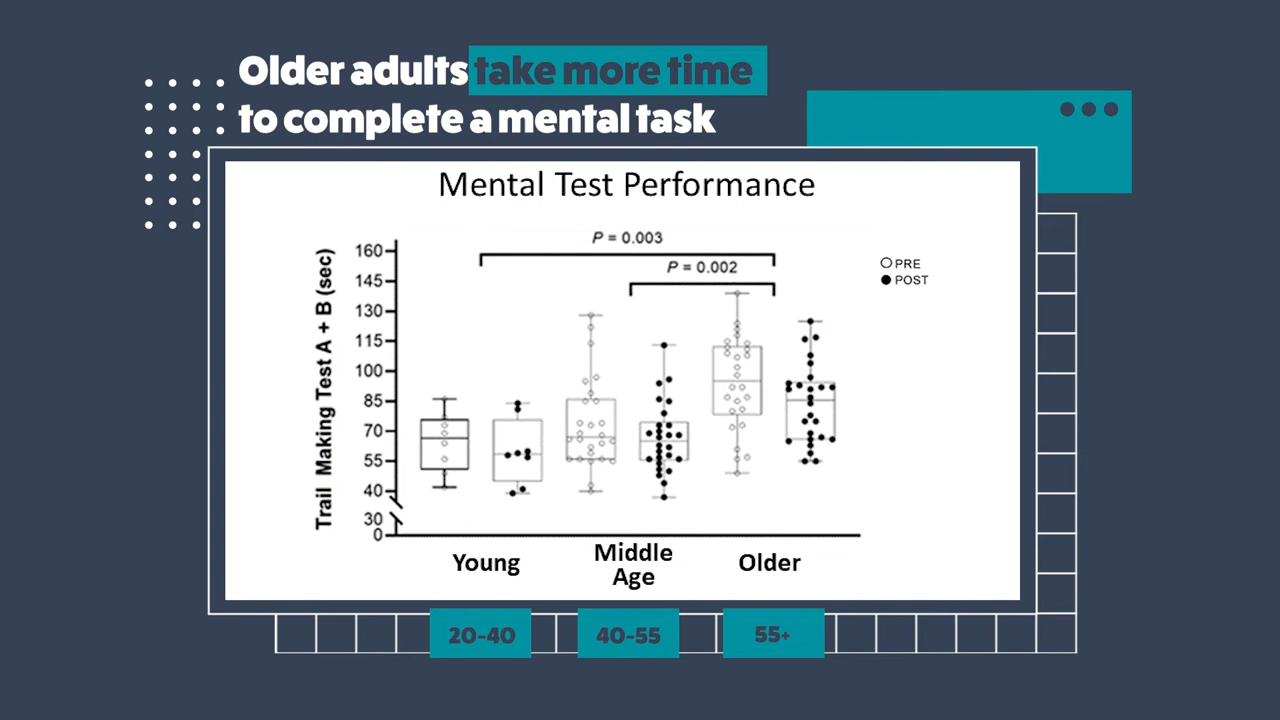 Older adults take more time
to complete a mental task
Mental Test Performance
P = 0.003
P = 0.002
PRE
POST
Trail Making Test A + B (sec)
160
145
130
115
100
85
70
55
40
30
0
Young
Middle
Age
Older
20-40
40-55
55+